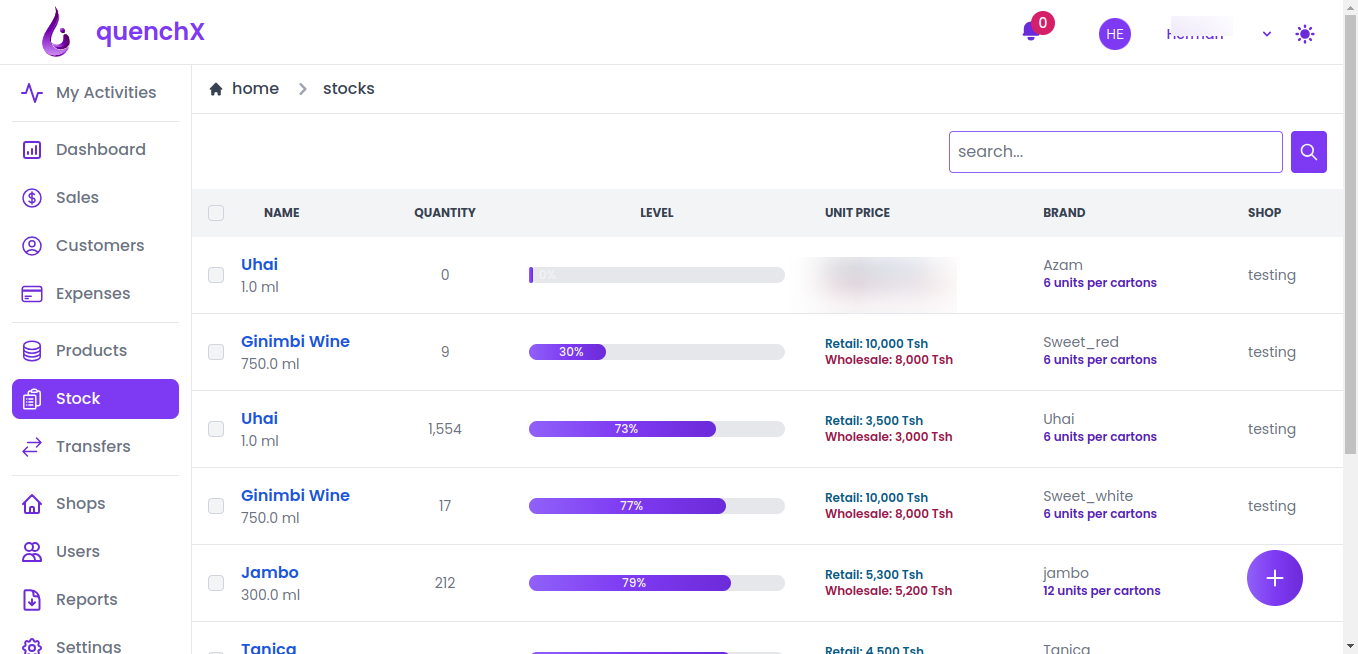 quenchX
0
HE
My Activities
Dashboard
Sales
Customers
Expenses
Products
Stock
Transfers
Shops
Users
Reports
Settings
home
stocks
search...
NAME QUANTITY LEVEL UNIT PRICE BRAND SHOP
Uhai
1.0 ml
0
0%
Azam
6 units per cartons
testing
Ginimbi Wine
750.0 ml
9
30%
Retail: 10,000 Tsh
Wholesale: 8,000 Tsh
Sweet_red
6 units per cartons
testing
Uhai
1.0 ml
1,554
73%
Retail: 3,500 Tsh
Wholesale: 3,000 Tsh
Uhai
6 units per cartons
testing
Ginimbi Wine
750.0 ml
17
77%
Retail: 10,000 Tsh
Wholesale: 8,000 Tsh
Sweet_white
6 units per cartons
testing
Jambo
300.0 ml
212
79%
Retail: 5,300 Tsh
Wholesale: 5,200 Tsh
jambo
12 units per cartons
+
Tanica
Retail: 4,500 Tsh
Tanica